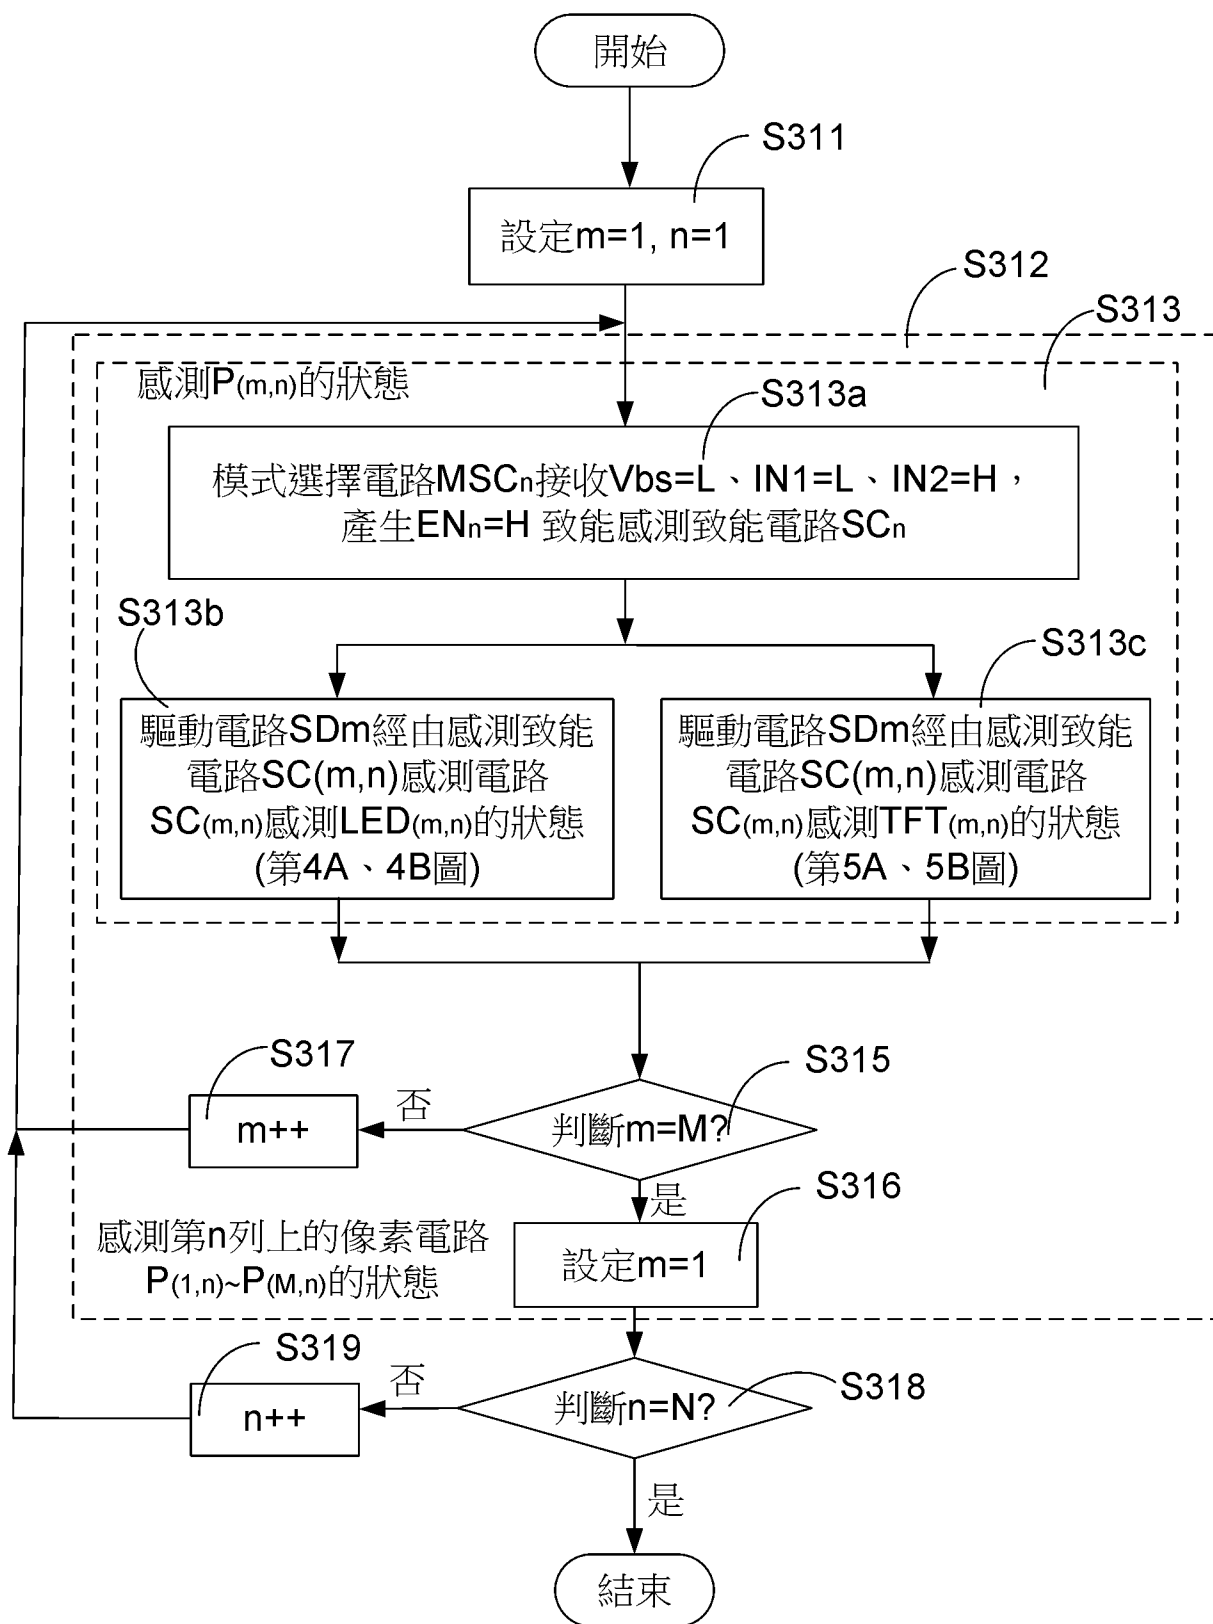 開始
S311
設定m=1, n=1
S312
S313
感測P(m,n)的狀態
S313a
模式選擇電路MSCn接收Vbs=L、IN1=L、IN2=H，
產生ENn=H 致能感測致能電路SCn
S313b
S313c
驅動電路SDm經由感測致能
電路SC(m,n)感測電路
SC(m,n)感測LED(m,n)的狀態
(第4A、4B圖)
驅動電路SDm經由感測致能
電路SC(m,n)感測電路
SC(m,n)感測TFT(m,n)的狀態
(第5A、5B圖)
S317
S315
m++
否
判斷m=M?
是
S316
感測第n列上的像素電路
P(1,n)~P(M,n)的狀態
設定m=1
S319
否
S318
n++
判斷n=N?
是
結束